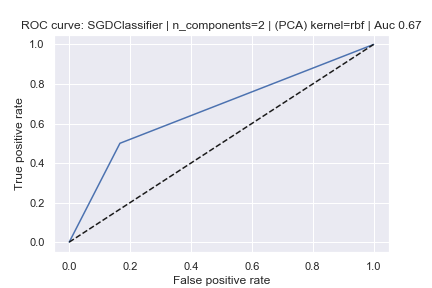 ROC curve: SGDClassifier | n_components=2 | (PCA) kernel=rbf | Auc 0.67
1.0
0.8
0.6
0.4
0.2
0.0
True positive rate
0.0 0.2 0.4 0.6 0.8 1.0
False positive rate